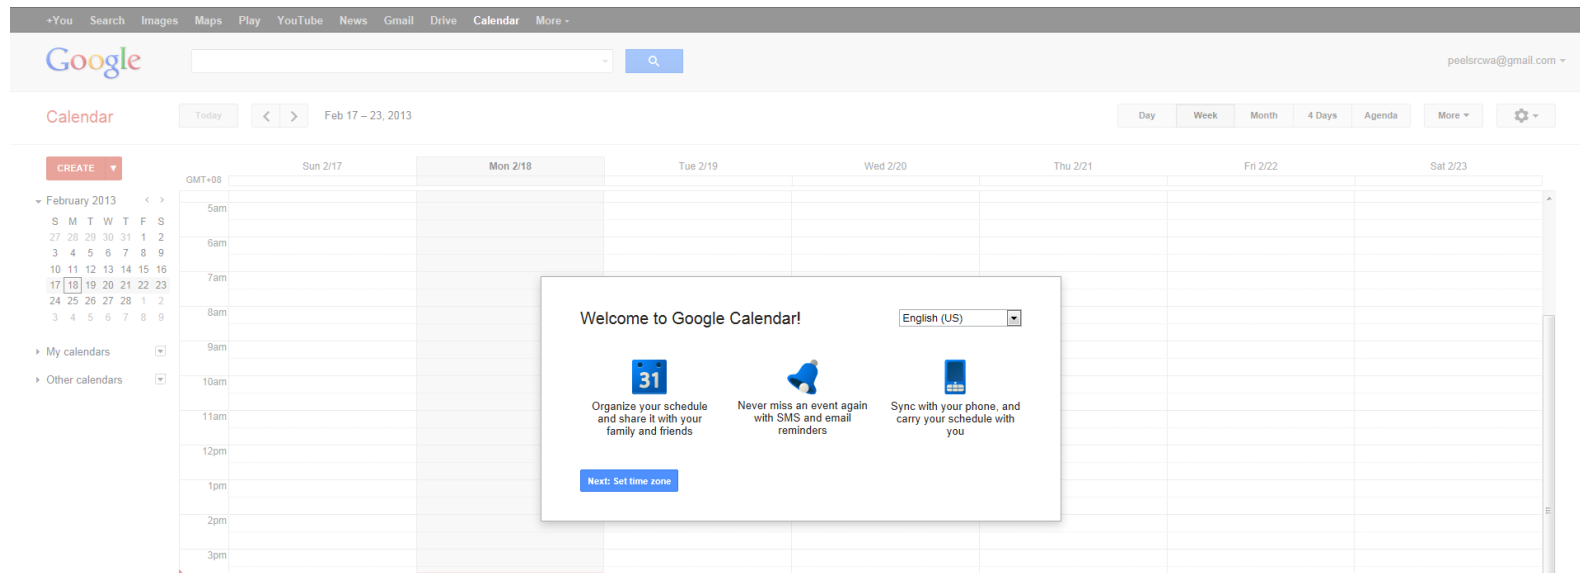 +You Search Images Maps Play YouTube News Gmail Drive Calendar More
Google
peelsrcwa@gmail.com
Calendar
Today
Feb 17 – 23, 2013
Day Week Month 4 Days Agenda More
CREATE
Sun 2/17 Mon 2/18 Tue 2/19 Wed 2/20 Thu 2/21 Fri 2/22 Sat 2/23
GMT+08
February 2013
S M T W T F S
27 28 29 30 31 1 2
3 4 5 6 7 8 9
10 11 12 13 14 15 16
17 18 19 20 21 22 23
24 25 26 27 28 1 2
3 4 5 6 7 8 9
My calendars
Other calendars
5am
6am
7am
8am
9am
10am
11am
12pm
1pm
2pm
3pm
Welcome to Google Calendar!
English (US)
31
Organize your schedule
and share it with your
family and friends
Never miss an event again
with SMS and email
reminders
Sync with your phone, and
carry your schedule with
you
Next: Set time zone